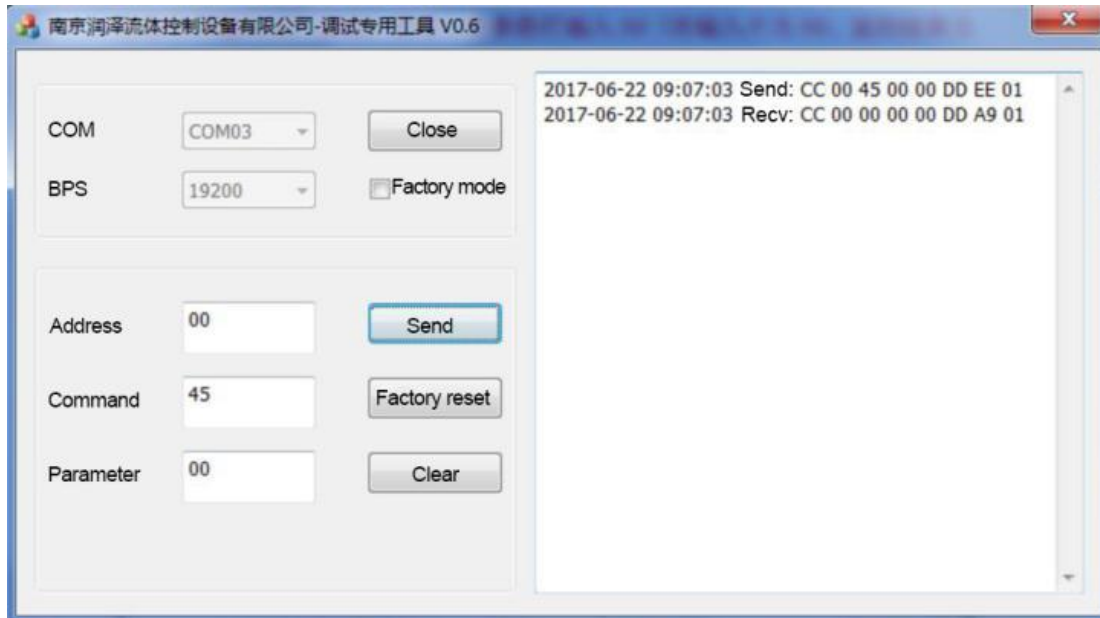 南京润泽流体控制设备有限公司-调试专用工具 V0.6
COM
COM03
Close
BPS
19200
Factory mode
Address
00
Send
Command
45
Factory reset
Parameter
00
Clear
2017-06-22 09:07:03 Send: CC 00 45 00 00 DD EE 01
2017-06-22 09:07:03 Recv: CC 00 00 00 00 DD A9 01